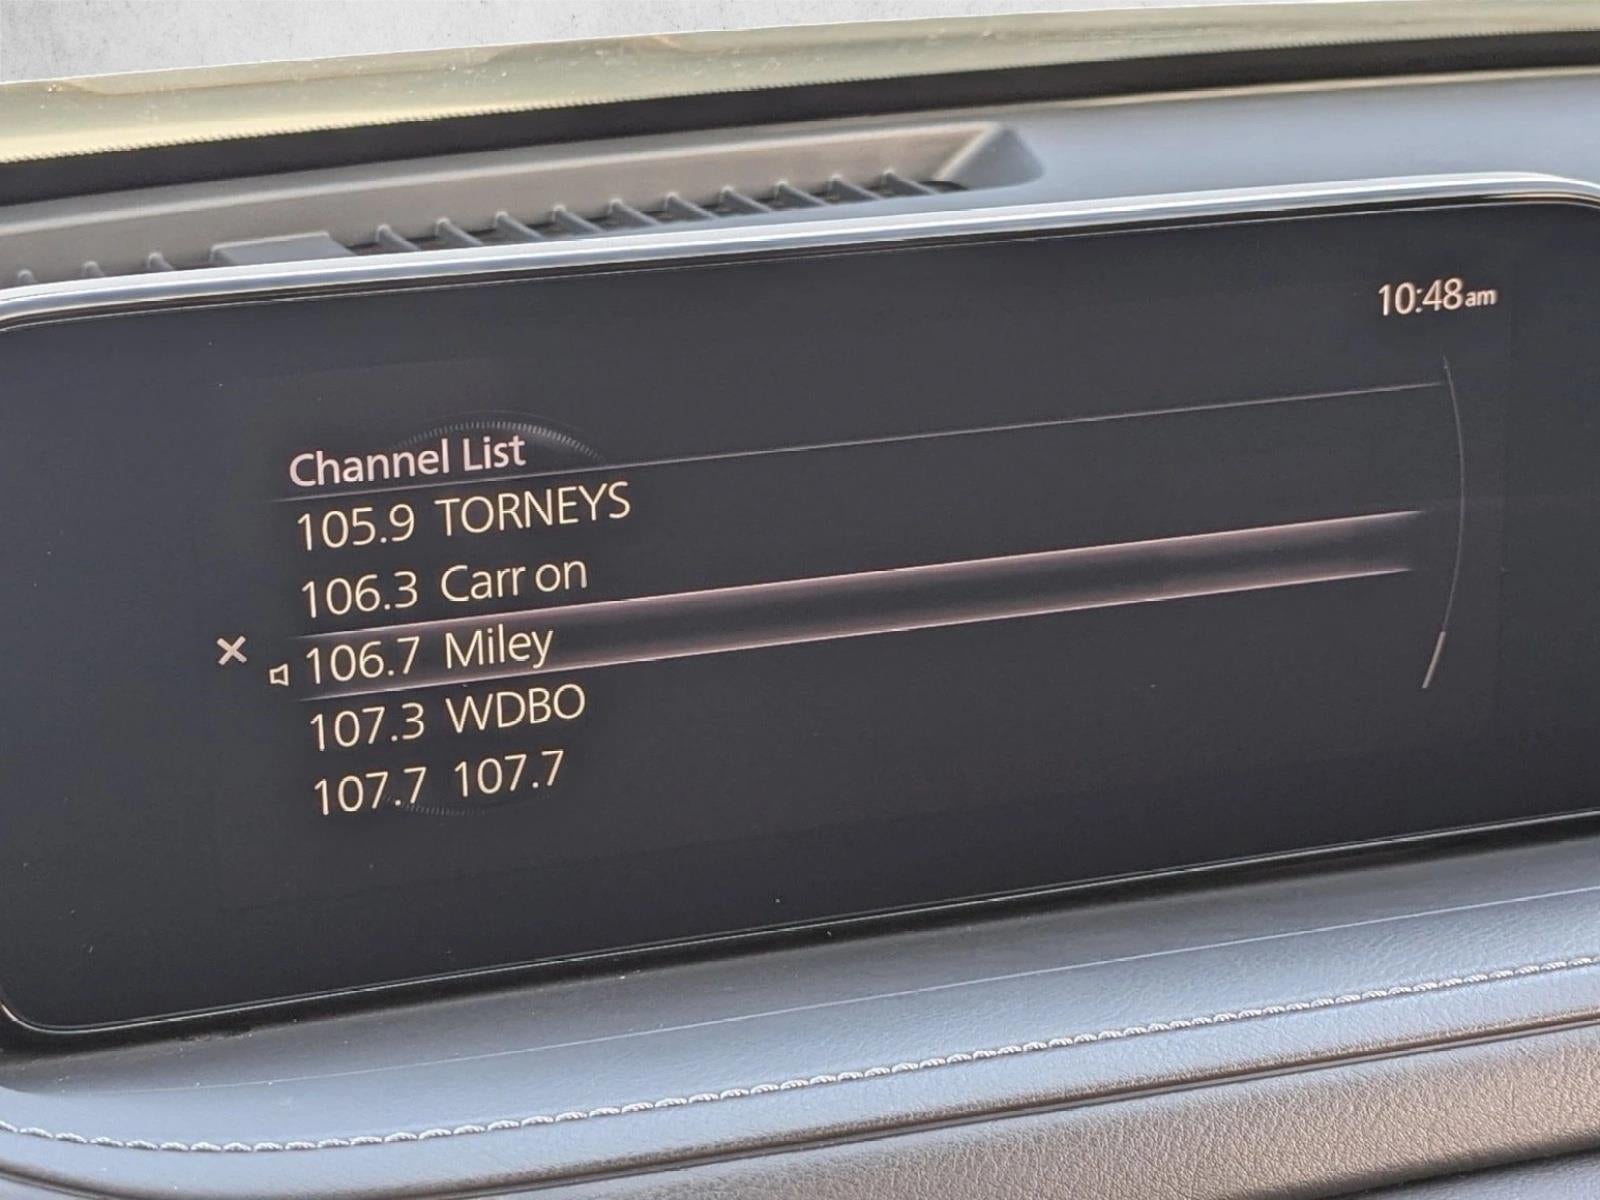 10:48am
Channel List
105.9 TORNEYS
106.3 Carr on
106.7 Miley
107.3 WDBO
107.7 107.7